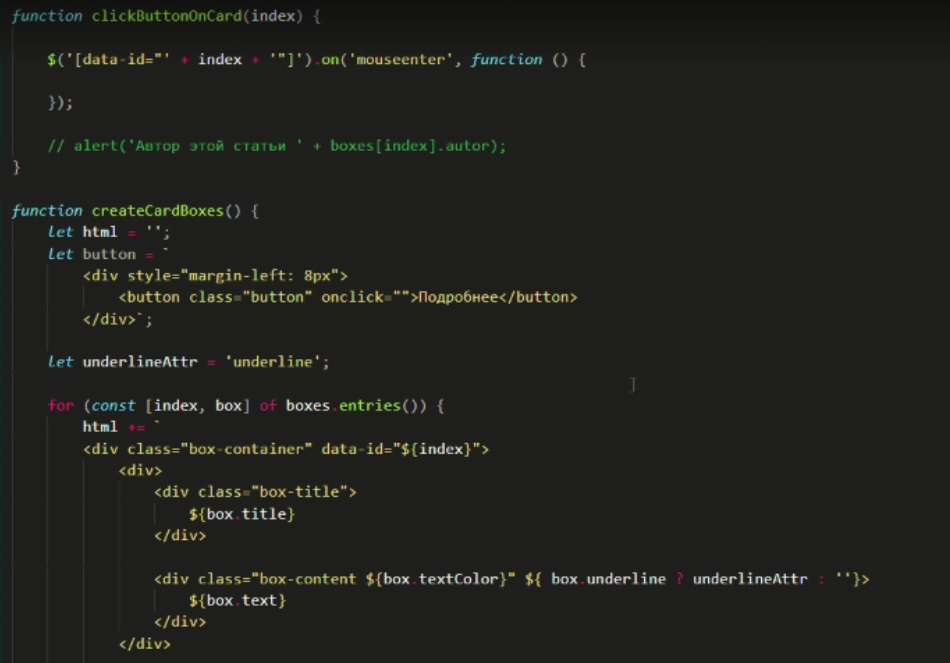 function clickButtonOnCard(index) {
$('[data-id="' + index + '"]').on('mouseenter', function () {
});
// alert('Автор этой статьи ' + boxes[index].autor);
}
function createCardBoxes() {
let html = '';
let button = `
<div style="margin-left: 8px">
<button class="button" onclick="">Подробнее</button>
</div>`;
let underlineAttr = 'underline';
for (const [index, box] of boxes.entries()) {
html += `
<div class="box-container" data-id="${index}">
<div>
<div class="box-title">
${box.title}
</div>
<div class="box-content ${box.textColor}" ${ box.underline ? underlineAttr : ''}>
${box.text}
</div>
</div>